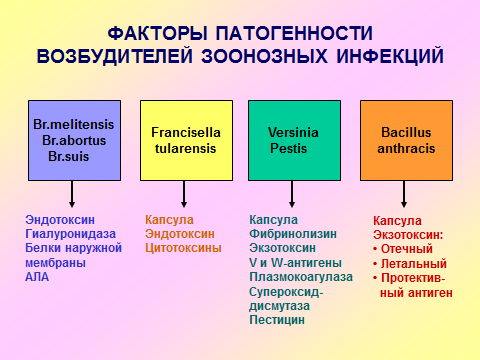 ФАКТОРЫ ПАТОГЕННОСТИ
ВОЗБУДИТЕЛЕЙ ЗООНОЗНЫХ ИНФЕКЦИЙ
Br.melitensis
Br.abortus
Br.suis
Эндотоксин
Гиалуронидаза
Белки наружной
мембраны
АЛА
Francisella
tularensis
Капсула
Эндотоксин
Цитотоксины
Versinia
Pestis
Капсула
Фибринолизин
Экзотоксин
V и W-антигены
Плазмокоагулаза
Супероксид-
дисмутаза
Пестицин
Bacillus
anthracis
Капсула
Экзотоксин:
• Отечный
• Летальный
• Протектив-
ный антиген